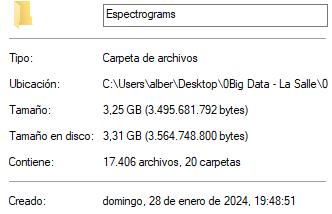 Espectrograms
Tipo: Carpeta de archivos
Ubicación: C:\Users\alber\Desktop\0Big Data - La Salle\0
Tamaño: 3,25 GB (3.495.681.792 bytes)
Tamaño en disco: 3,31 GB (3.564.748.800 bytes)
Contiene: 17.406 archivos, 20 carpetas
Creado: domingo, 28 de enero de 2024, 19:48:51